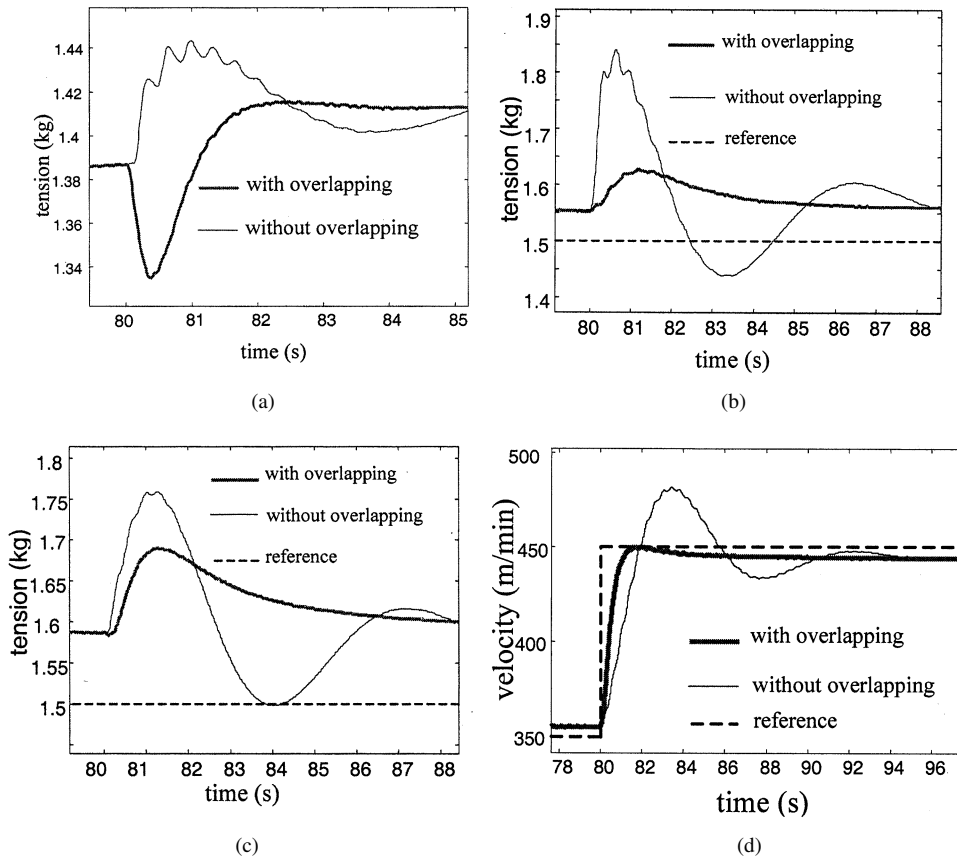 1.44
1.42
1.4
1.38
1.36
1.34
tension (kg)
with overlapping
without overlapping
80 81 82 83 84 85
time (s)
(a)
1.9
1.8
1.7
1.6
1.5
1.4
tension (kg)
with overlapping
without overlapping
reference
80 81 82 83 84 85 86 87 88
time (s)
(b)
1.8
1.75
1.7
1.65
1.6
1.55
1.5
tension (kg)
with overlapping
without overlapping
reference
80 81 82 83 84 85 86 87 88
time (s)
(c)
500
450
400
350
velocity (m/min)
with overlapping
without overlapping
reference
78 80 82 84 86 88 90 92 94 96
time (s)
(d)